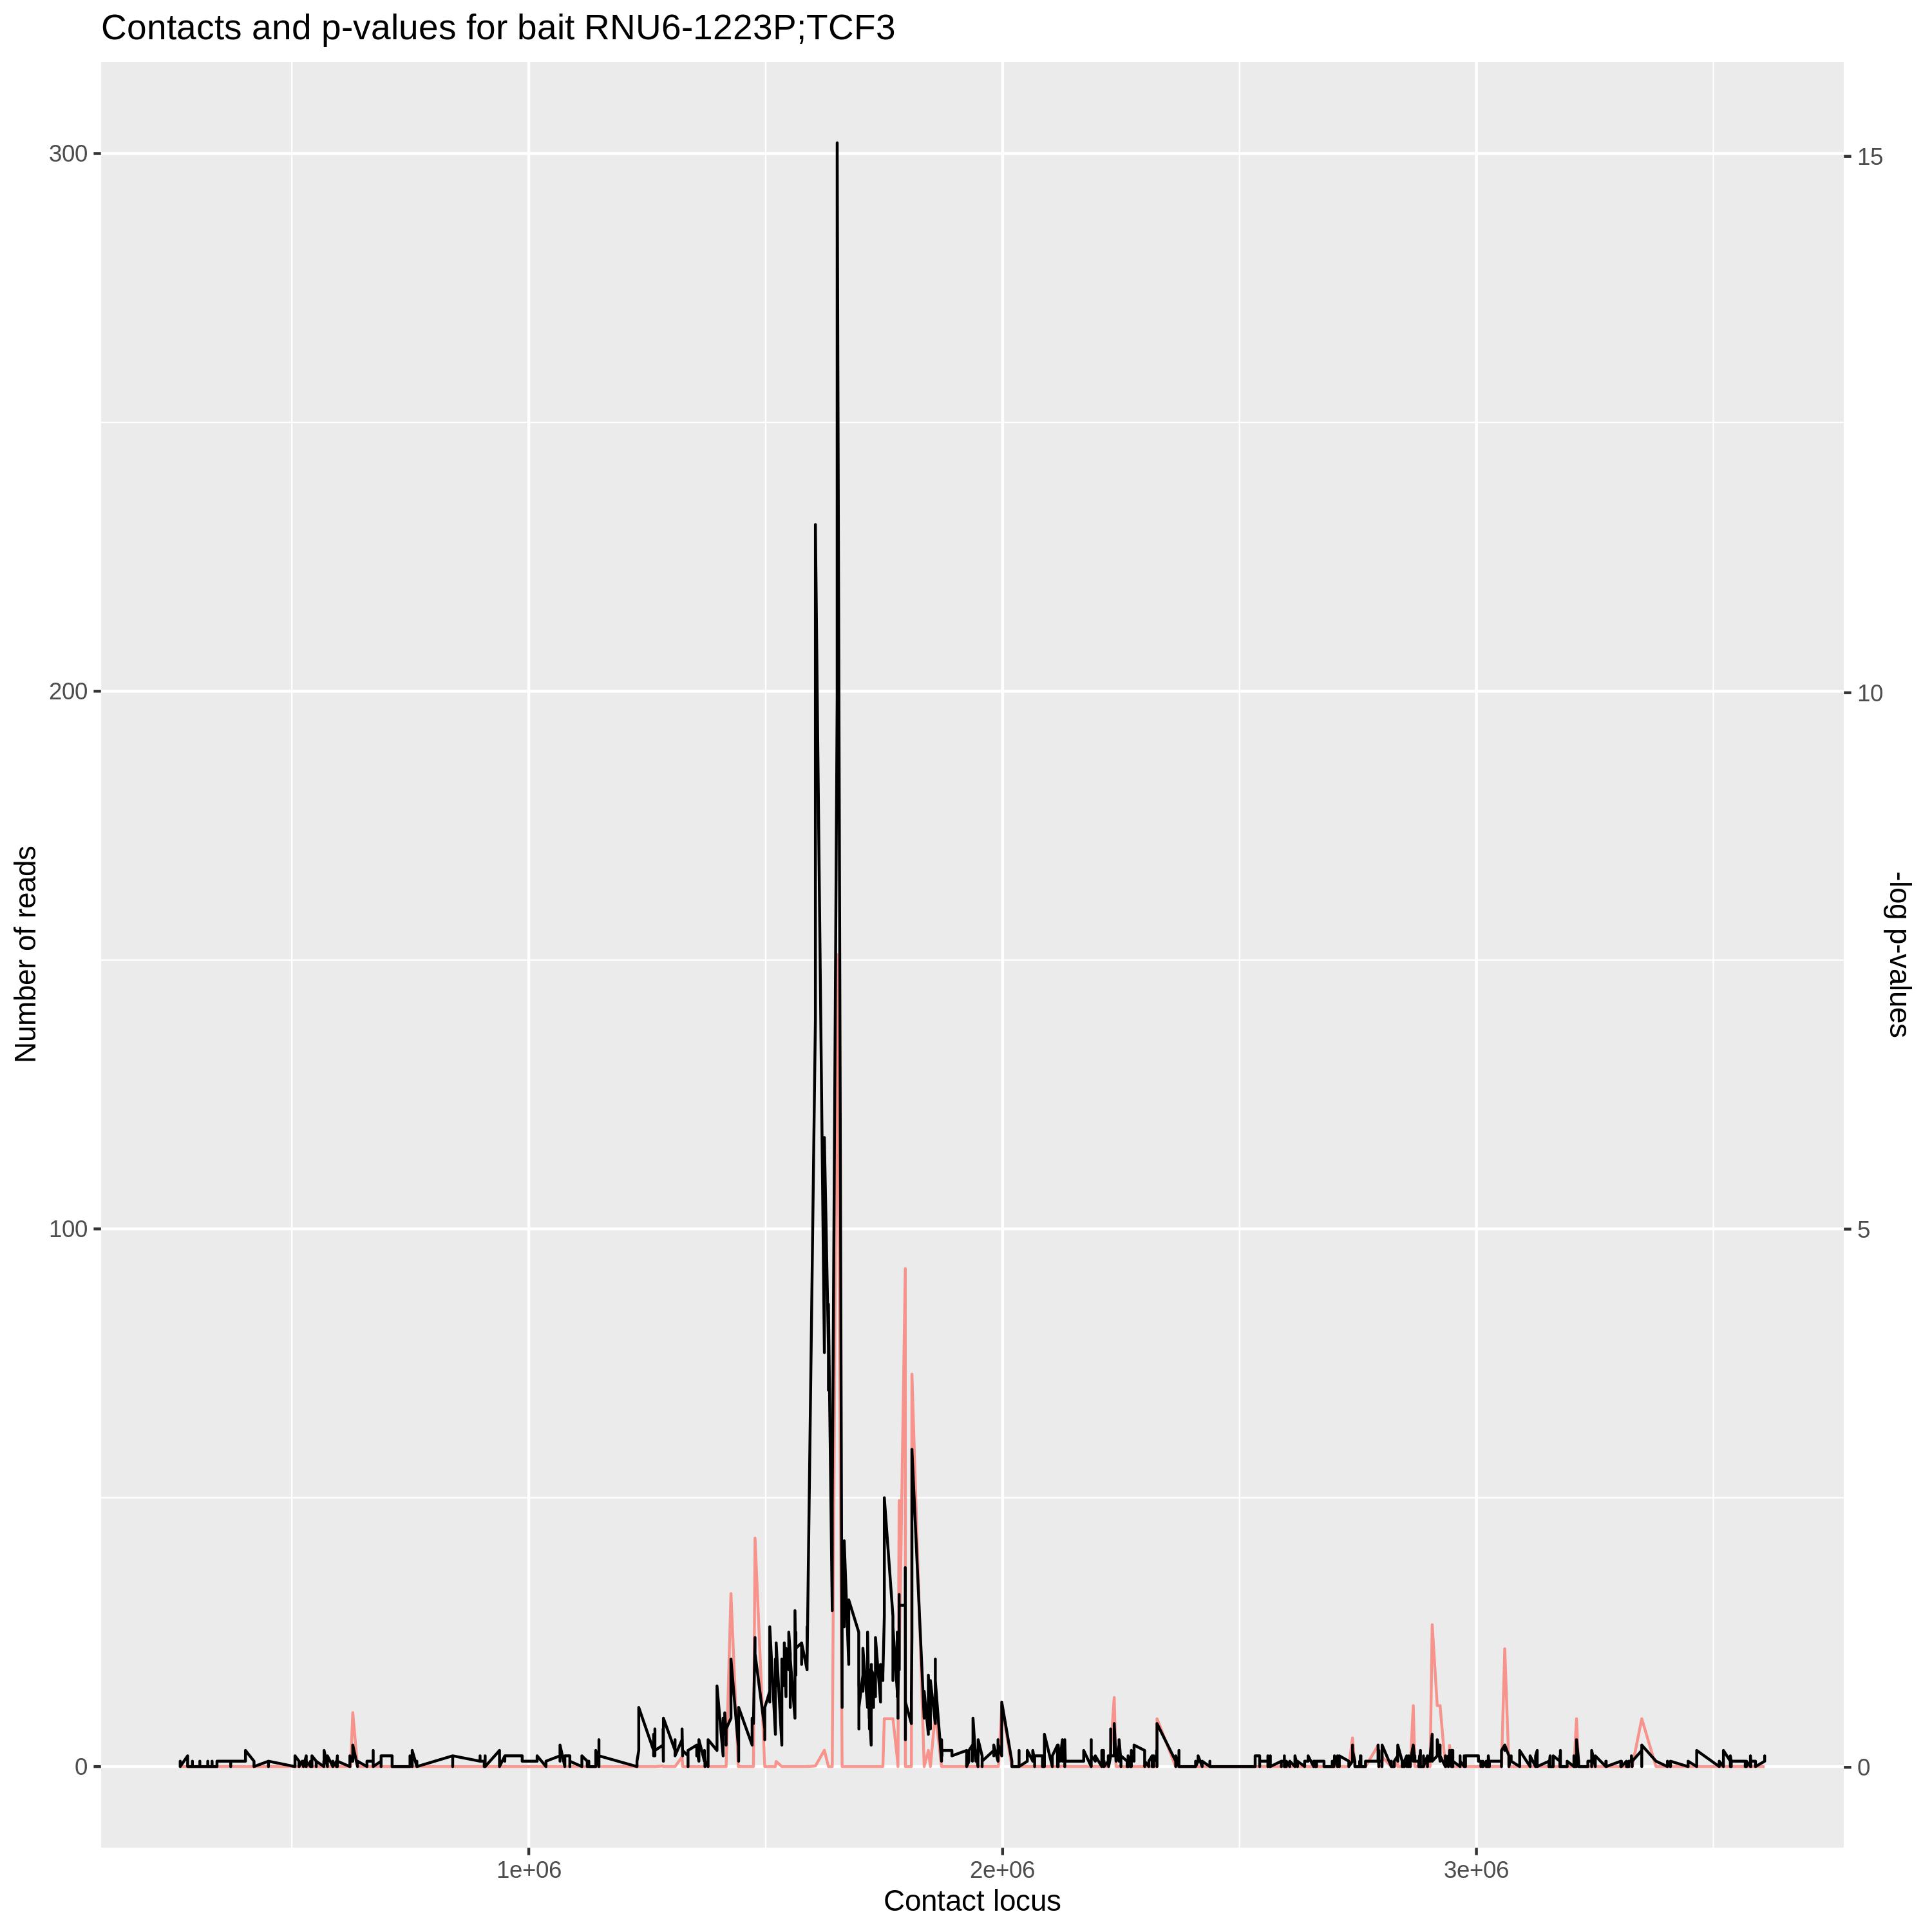 Contacts and p-values for bait RNU6-1223P;TCF3
300
200
100
0
Number of reads
15
10
5
0
-log p-values
1e+06
2e+06
3e+06
Contact locus